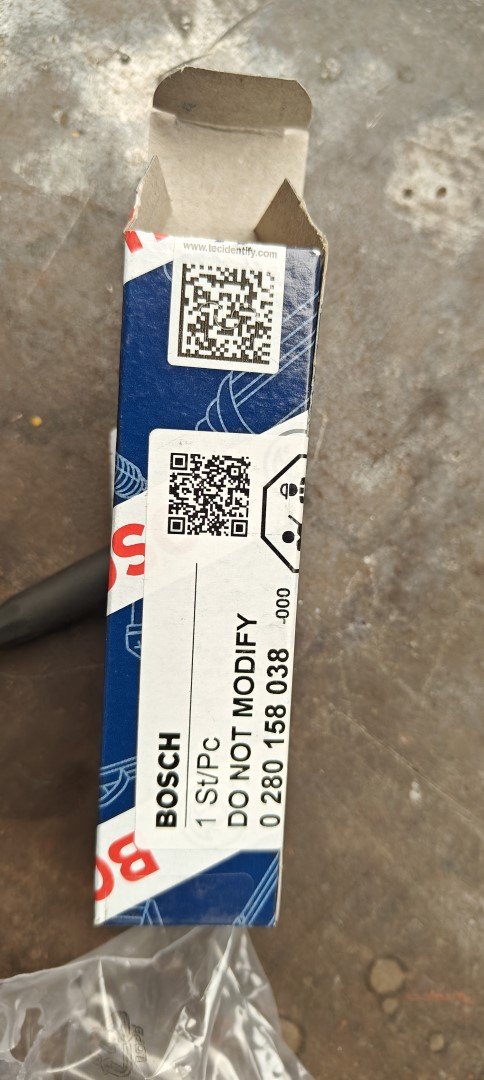 www.tecidentify.com
BOSCH
1 St/Pc
DO NOT MODIFY
0 280 158 038 -000